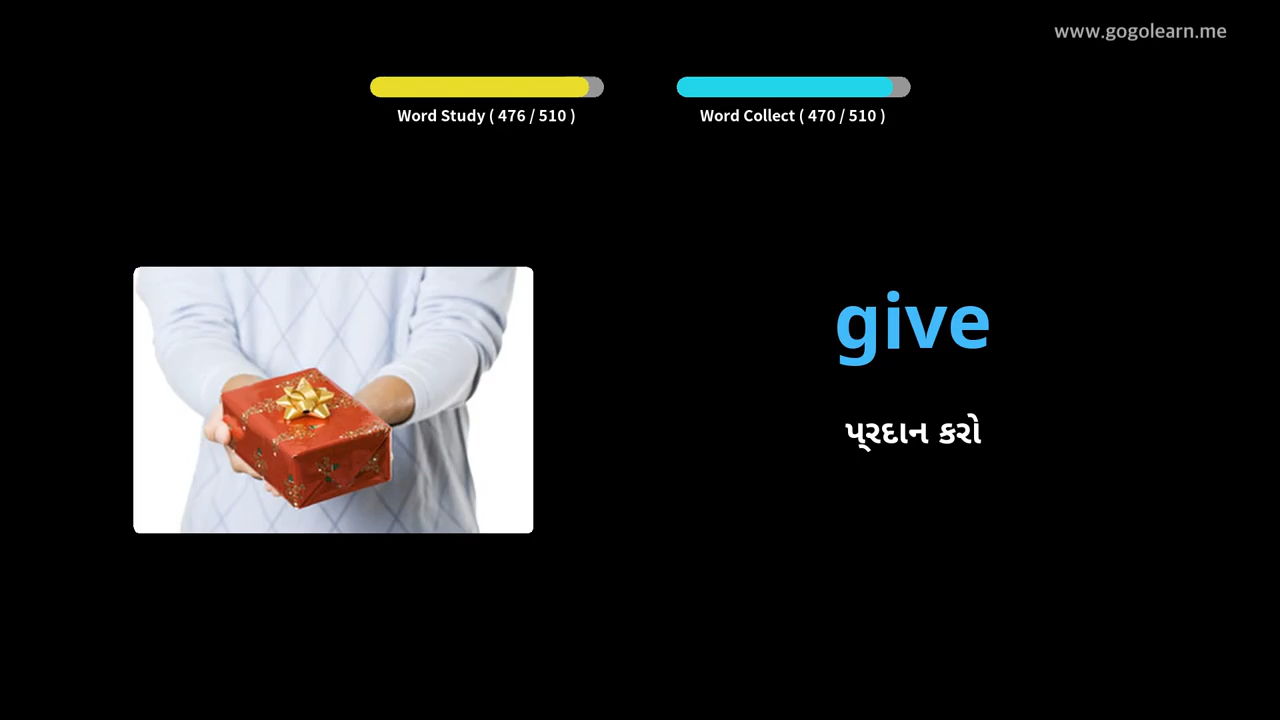 www.gogolearn.me
Word Study ( 476 / 510 )
Word Collect ( 470 / 510 )
give
પ્રદાન કરો